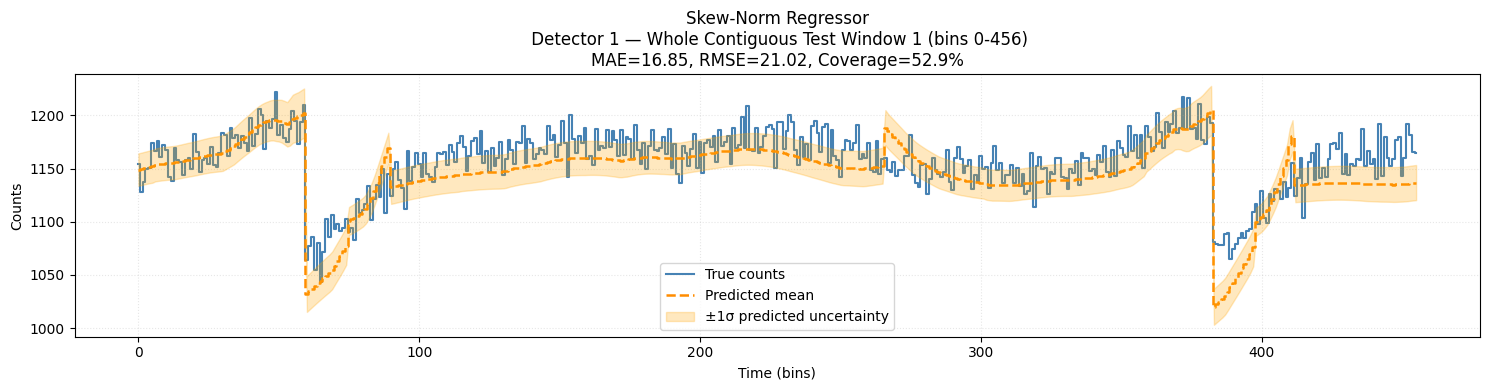 Skew-Norm Regressor
Detector 1 — Whole Contiguous Test Window 1 (bins 0-456)
MAE=16.85, RMSE=21.02, Coverage=52.9%
Counts
1200
1150
1100
1050
1000
True counts
Predicted mean
±1σ predicted uncertainty
0
100
200
300
400
Time (bins)